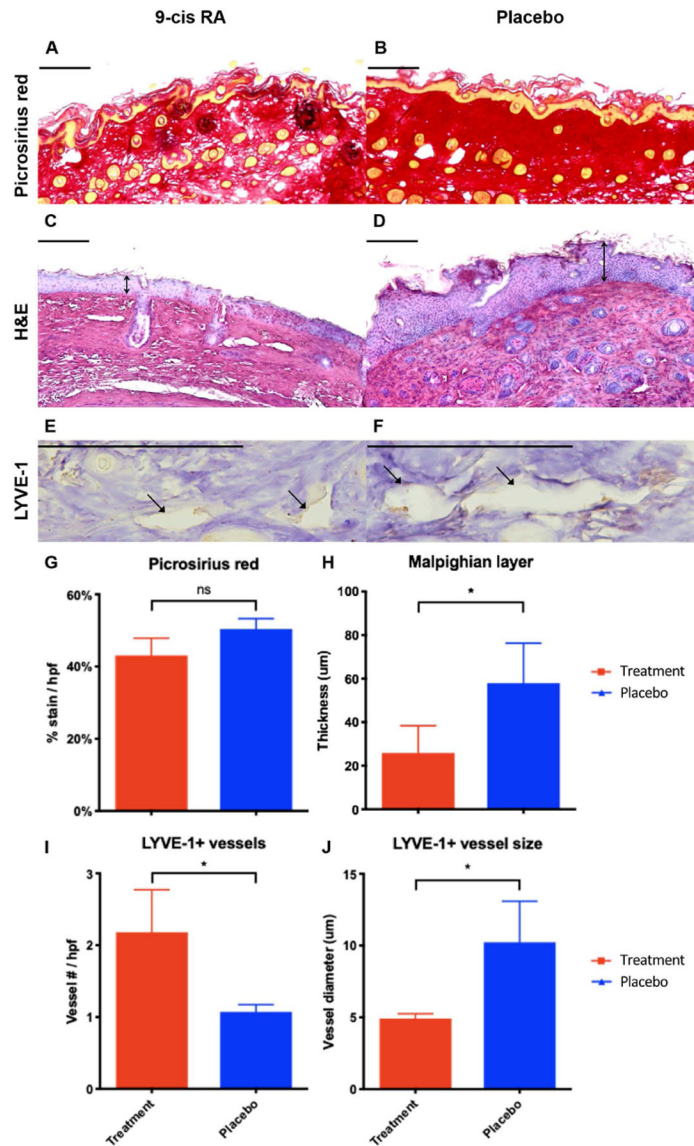 9-cis RA Placebo
A B
Picrosirius red
C D
H&E
E F
LYVE-1
G Picrosirius red
ns
60%
40%
20%
0%
% stain / hpf
H Malpighian layer
*
100
80
60
40
20
0
Thickness (um)
Treatment
Placebo
I LYVE-1+ vessels
*
3
2
1
0
Vessel # / hpf
Treatment
Placebo
J LYVE-1+ vessel size
*
15
10
5
0
Vessel diameter (um)
Treatment
Placebo
Treatment
Placebo